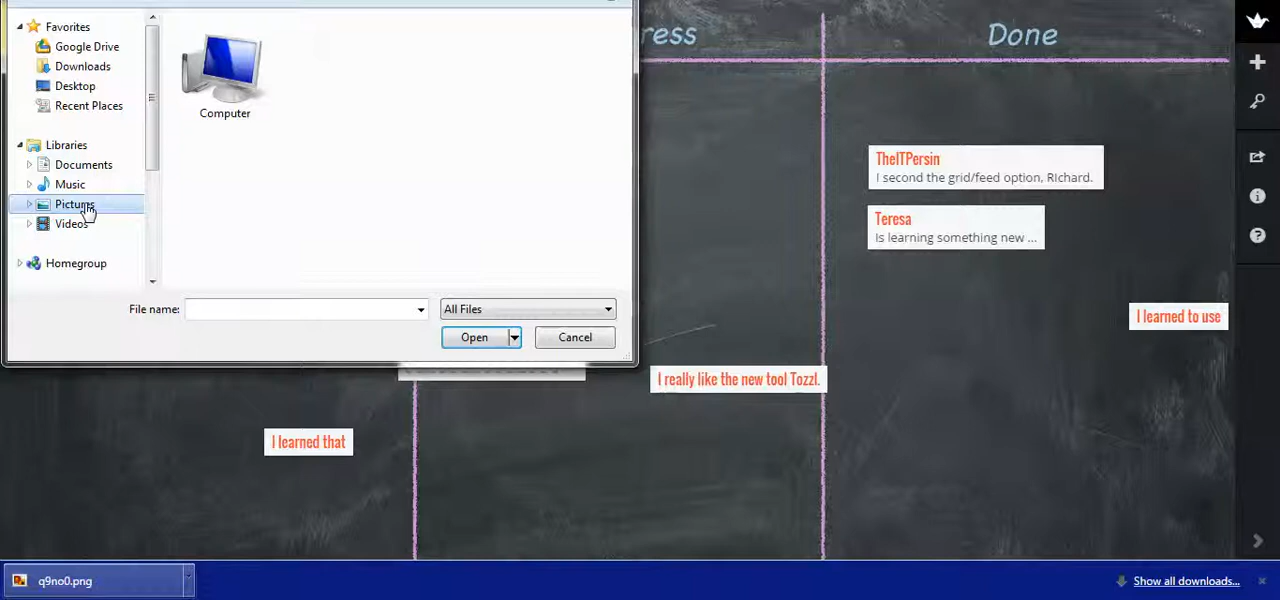 Favorites
Google Drive
Downloads
Desktop
Recent Places
Libraries
Documents
Music
Pictures
Videos
Homegroup
Computer
File name:
All Files
Open
Cancel
ress
Done
TheITPersin
I second the grid/feed option, RIchard.
Teresa
Is learning something new ...
I learned to use
I really like the new tool Tozzl.
I learned that
q9no0.png
Show all downloads...